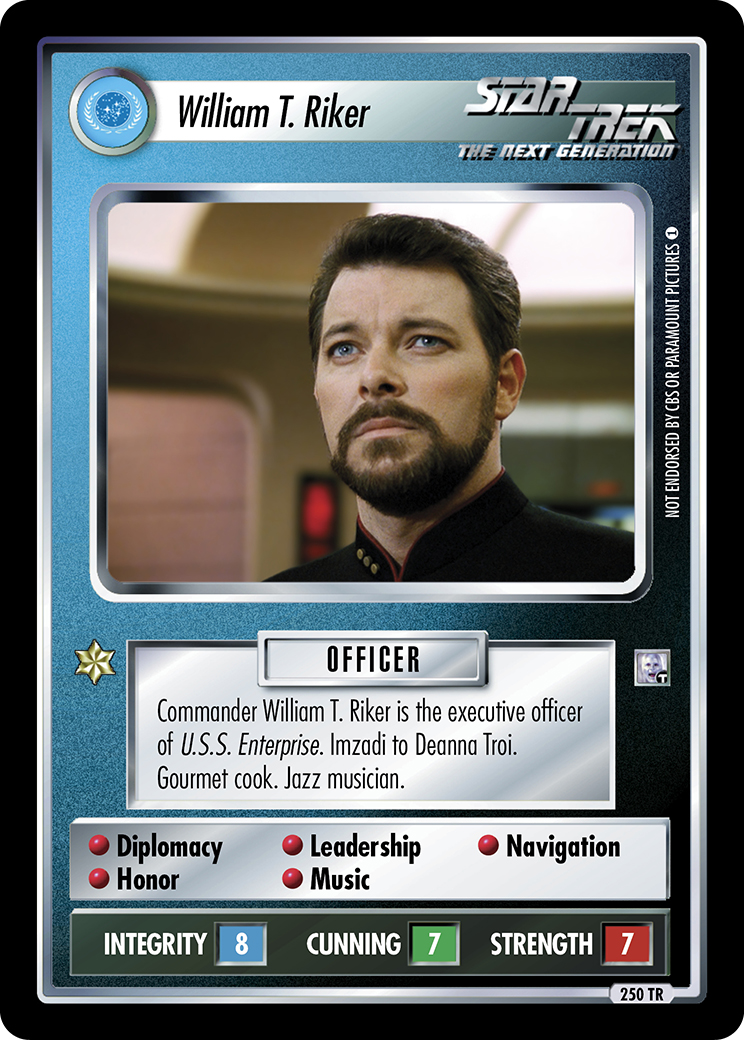 William T. Riker
STAR TREK
THE NEXT GENERATION
NOT ENDORSED BY CBS OR PARAMOUNT PICTURES 1
OFFICER
Commander William T. Riker is the executive officer
of U.S.S. Enterprise. Imzadi to Deanna Troi.
Gourmet cook. Jazz musician.
T
Diplomacy Leadership Navigation
Honor Music
INTEGRITY 8 CUNNING 7 STRENGTH 7
250 TR